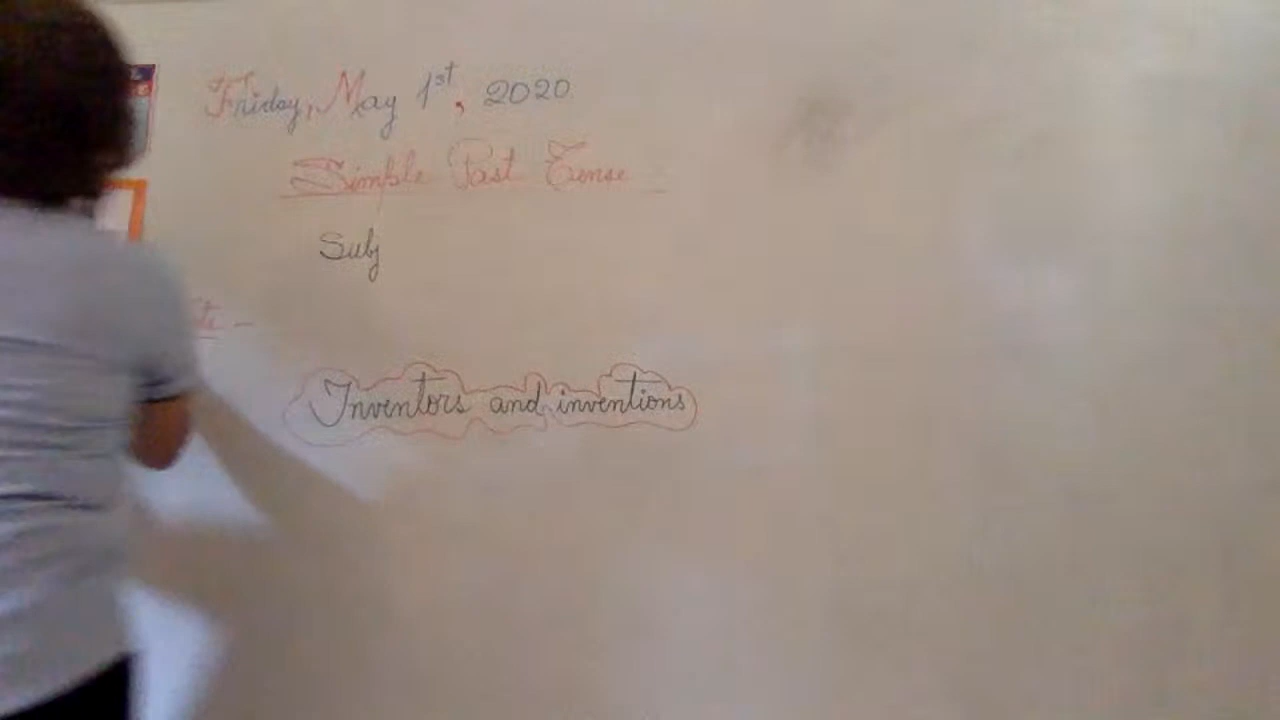 Friday, May 1st, 2020
Simple Past Tense
Subj
Inventors and inventions